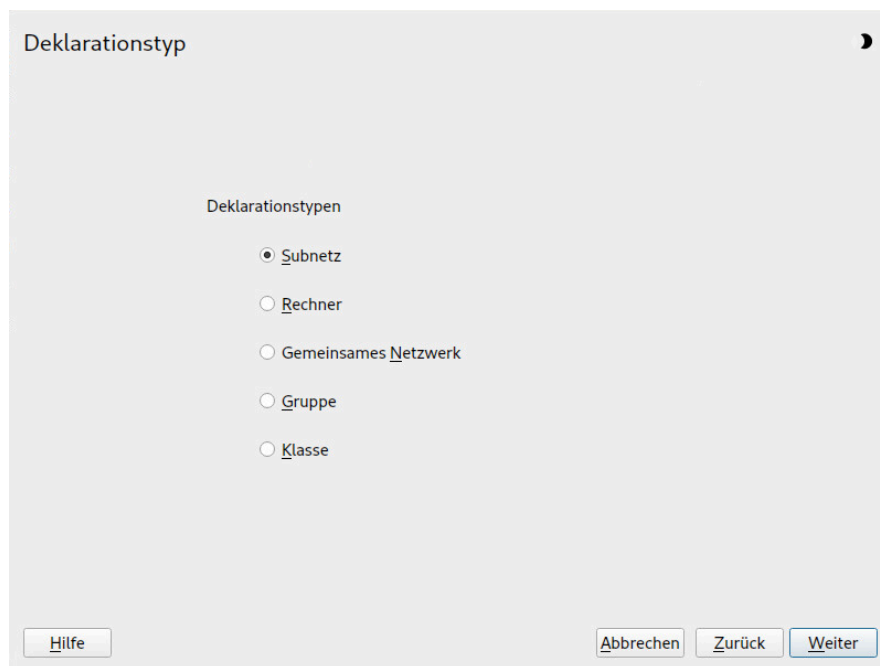 Deklarationstyp
Deklarationstypen
Subnetz
Rechner
Gemeinsames Netzwerk
Gruppe
Klasse
Hilfe
Abbrechen
Zurück
Weiter